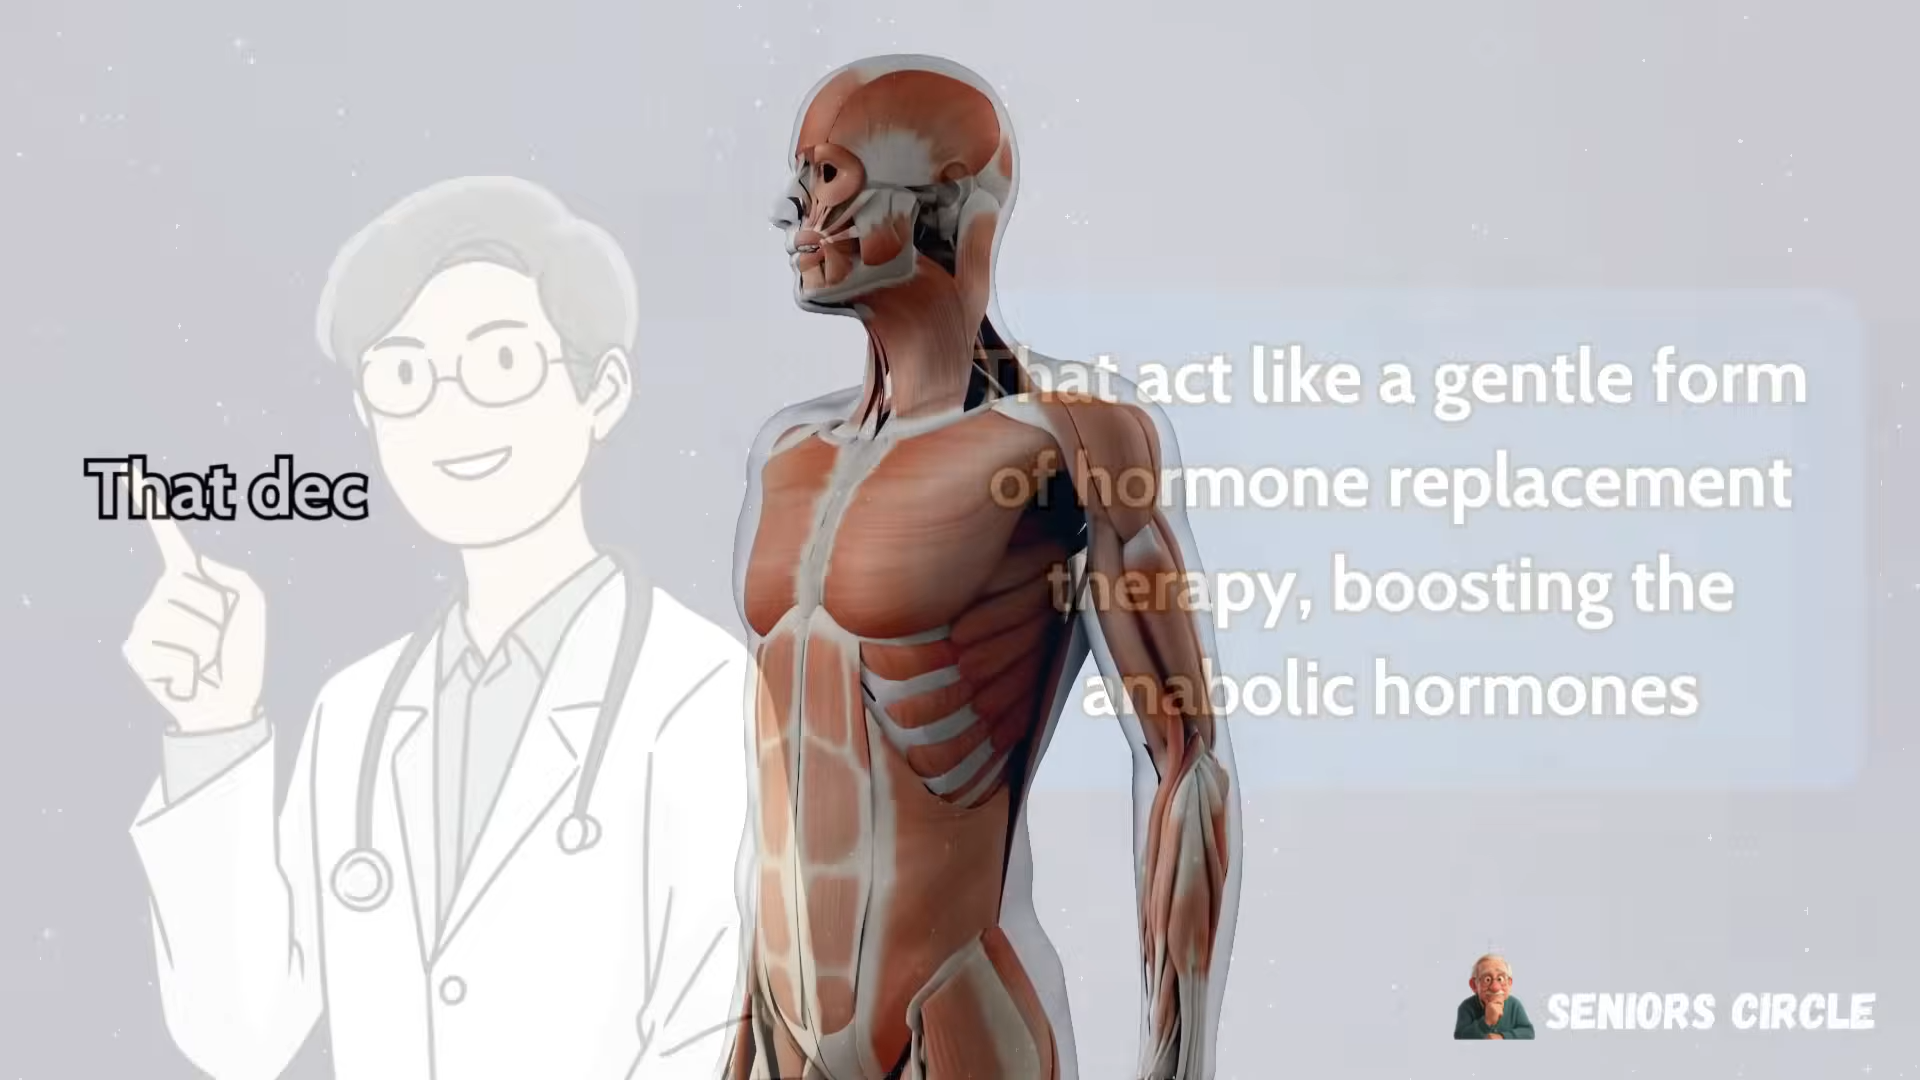 That dec
That act like a gentle form
of hormone replacement
therapy, boosting the
anabolic hormones
SENIORS CIRCLE